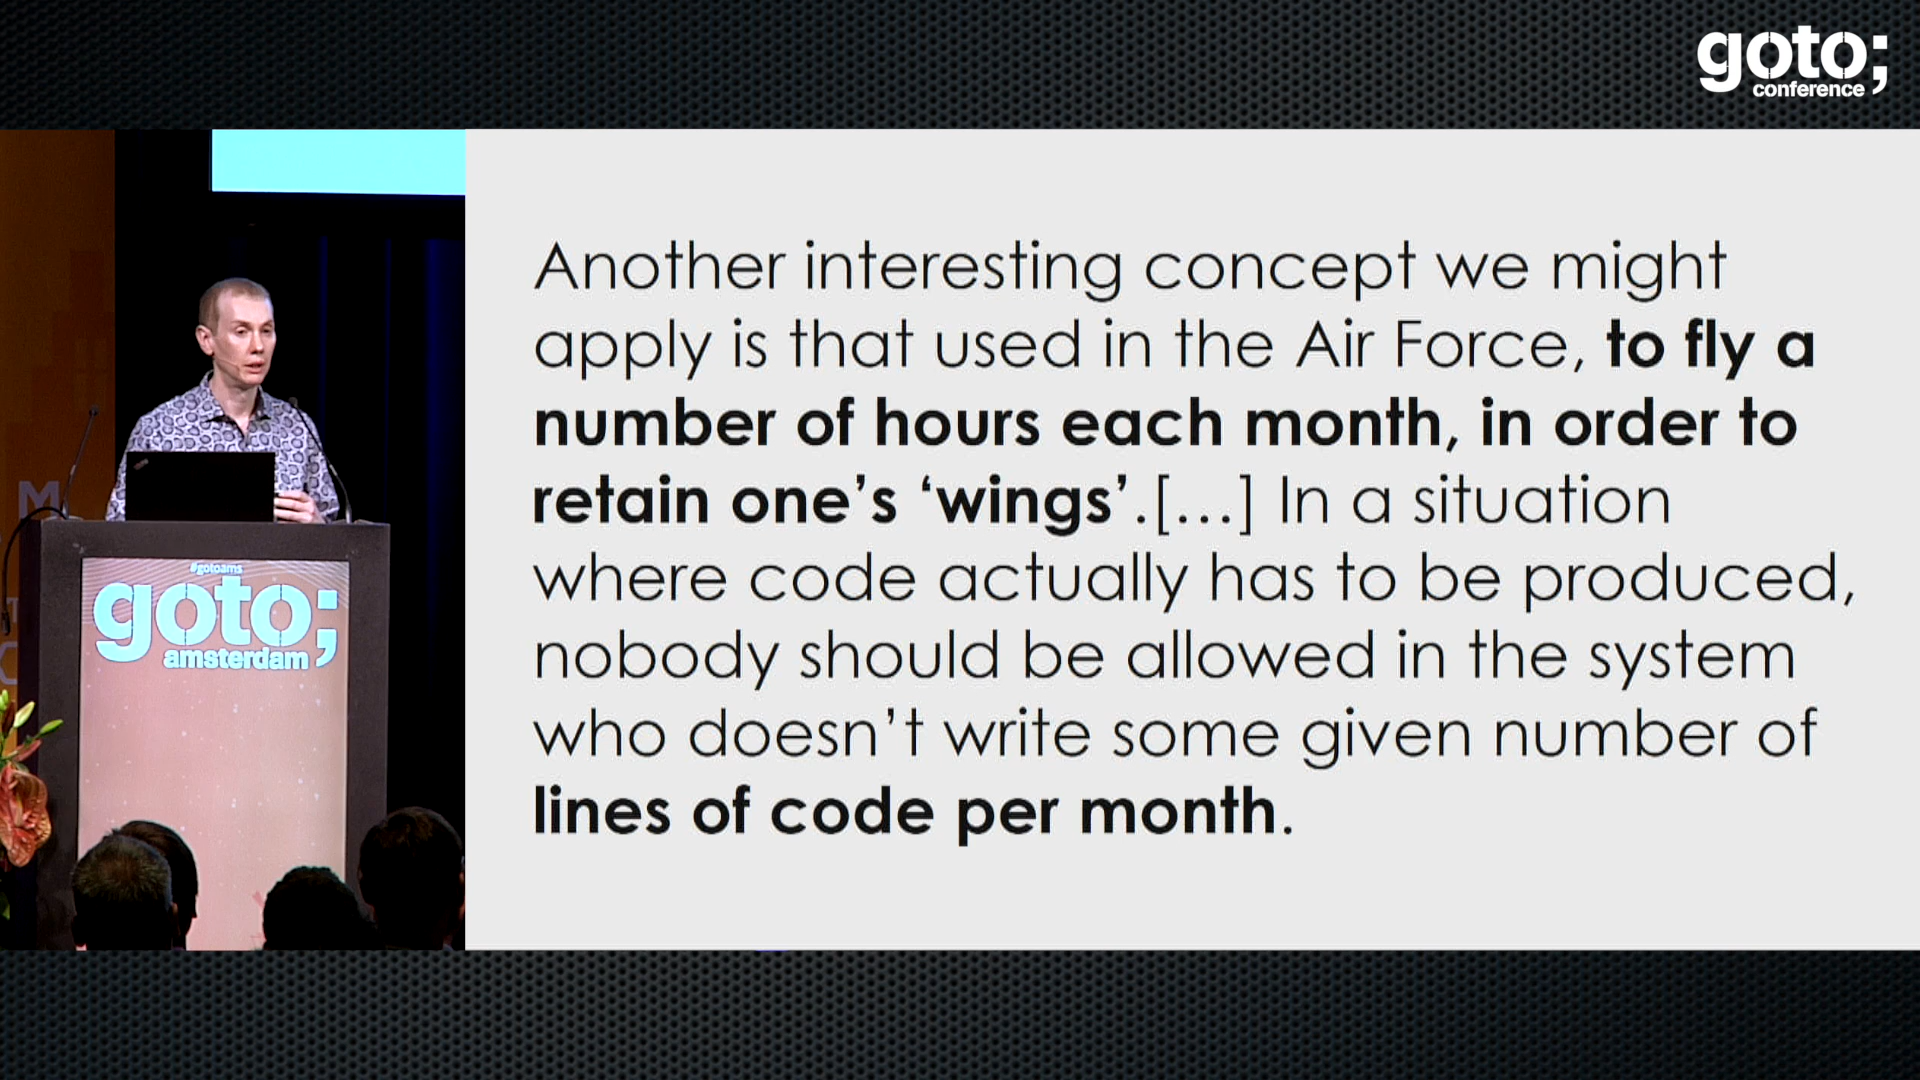 goto;
conference
Another interesting concept we might
apply is that used in the Air Force, to fly a
number of hours each month, in order to
retain one's 'wings'.[…] In a situation
where code actually has to be produced,
nobody should be allowed in the system
who doesn't write some given number of
lines of code per month.
#gotoams
goto;
amsterdam